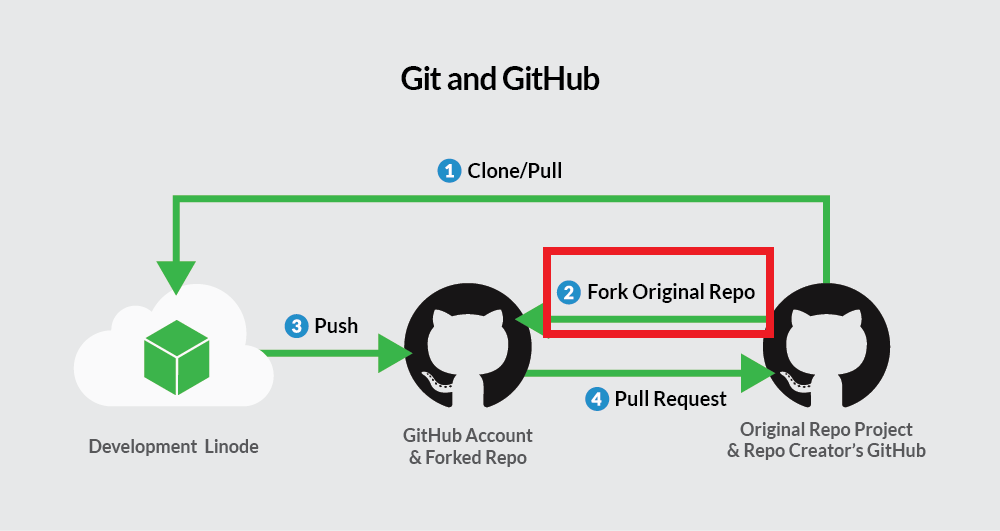 Git and GitHub
1 Clone/Pull
2 Fork Original Repo
3 Push
4 Pull Request
Development Linode
GitHub Account
& Forked Repo
Original Repo Project
& Repo Creator's GitHub